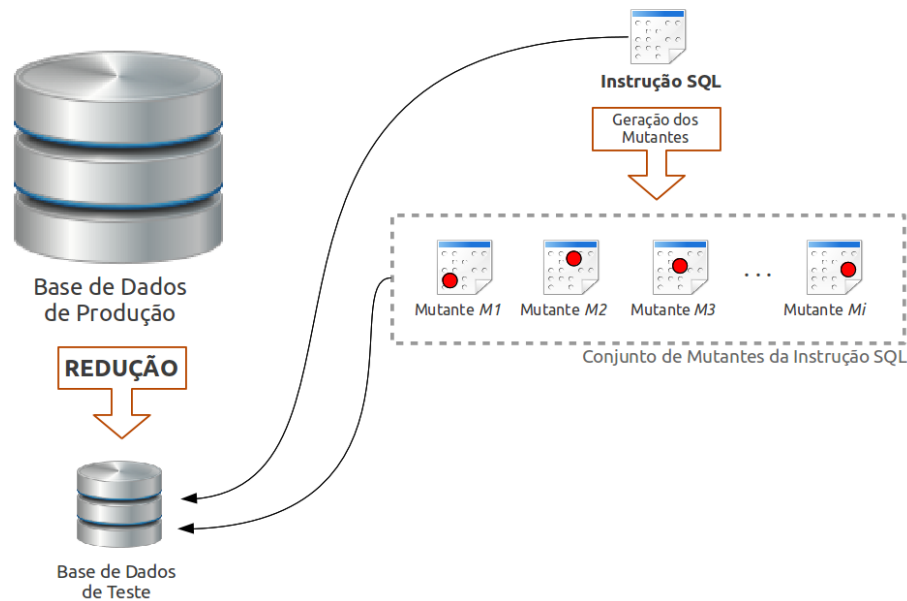 Instrução SQL
Geração dos
Mutantes
Mutante M1
Mutante M2
Mutante M3
...
Mutante Mi
Conjunto de Mutantes da Instrução SQL
Base de Dados
de Produção
REDUÇÃO
Base de Dados
de Teste